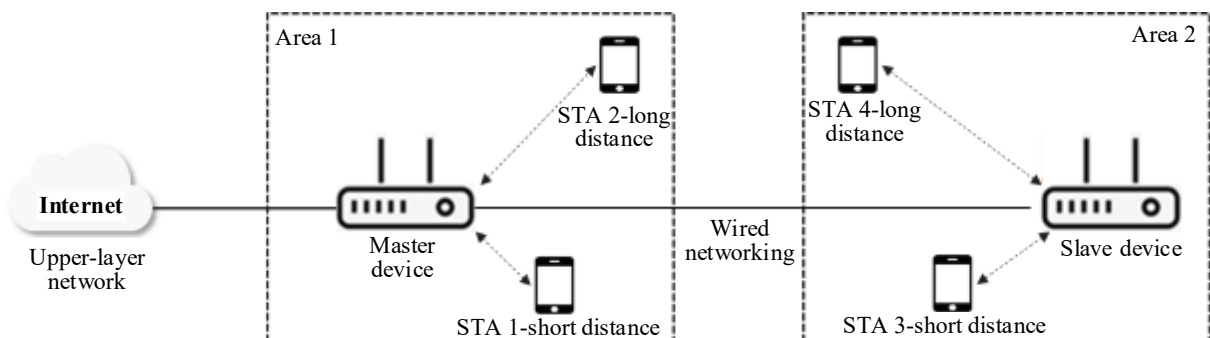 Area 1
Area 2
STA 2-long
distance
STA 4-long
distance
Internet
Upper-layer
network
Master
device
Wired
networking
Slave device
STA 1-short distance
STA 3-short distance